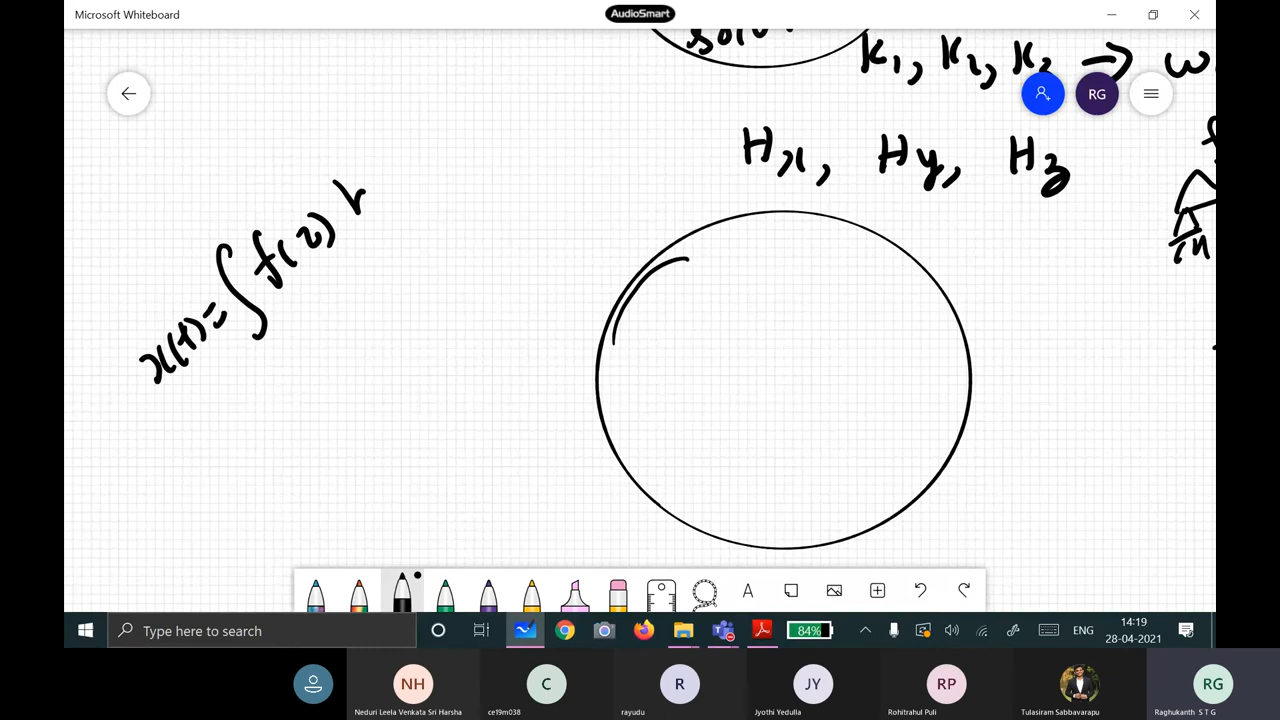 Microsoft Whiteboard
AudioSmart
k₁, k₂, k₃ → w
RG
Hx, Hy, Hz
x(t) = ∫ f(τ) h
A
Type here to search
84%
ENG
14:19
28-04-2021
NH
C
R
JY
RP
RG
Neduri Leela Venkata Sri Harsha
ce19m038
rayudu
Jyothi Yedulla
Rohitrahul Puli
Tulasiram Sabbavarapu
Raghukanth S T G